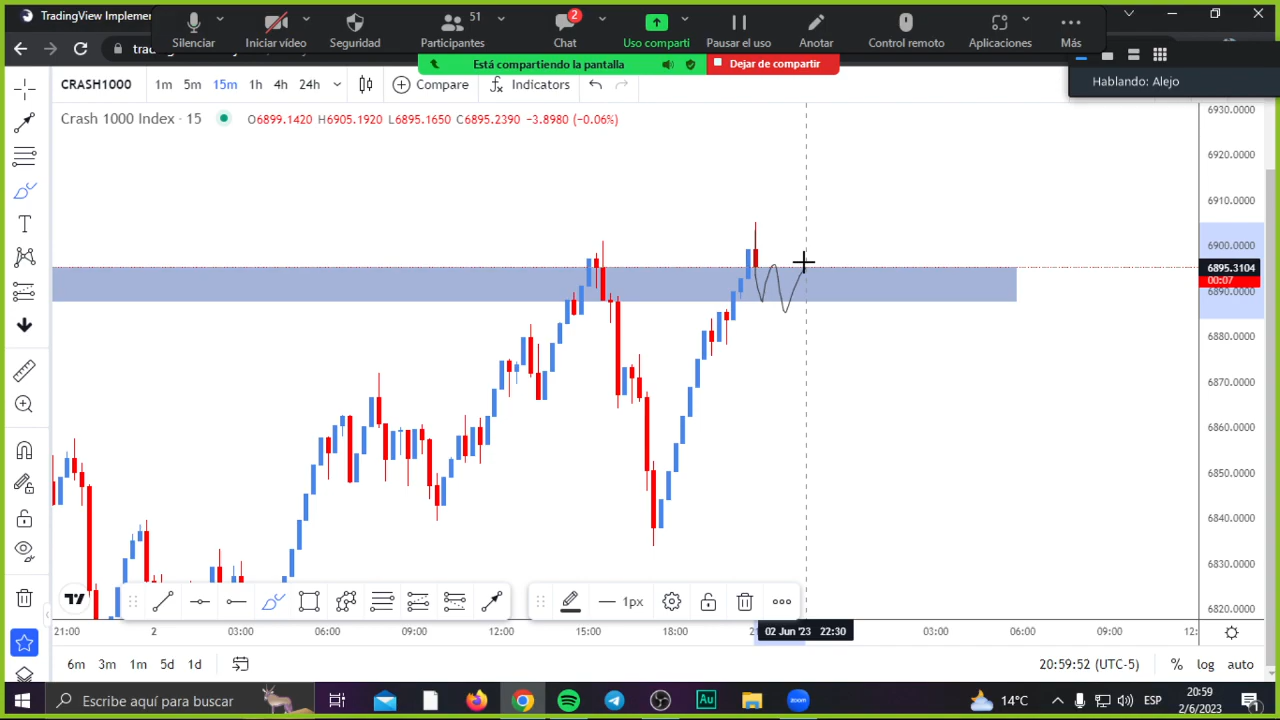 TradingView Implemen
Silenciar
Iniciar vídeo
Seguridad
51
Participantes
2
Chat
Uso comparti
Pausar el uso
Anotar
Control remoto
Aplicaciones
Más
Está compartiendo la pantalla
Dejar de compartir
Hablando: Alejo
CRASH1000
1m
5m
15m
1h
4h
24h
Compare
Indicators
Crash 1000 Index · 15
O6899.1420 H6905.1920 L6895.1650 C6895.2390 −3.8980 (−0.06%)
6930.0000
6920.0000
6910.0000
6900.0000
6895.3104
00:07
6890.0000
6880.0000
6870.0000
6860.0000
6850.0000
6840.0000
6830.0000
6820.0000
1px
21:00
2
03:00
06:00
09:00
12:00
15:00
18:00
02 Jun '23 22:30
03:00
06:00
09:00
12:
6m
3m
1m
5d
1d
20:59:52 (UTC-5)
%
log
auto
Escribe aquí para buscar
Au
zoom
14°C
ESP
20:59
2/6/2023